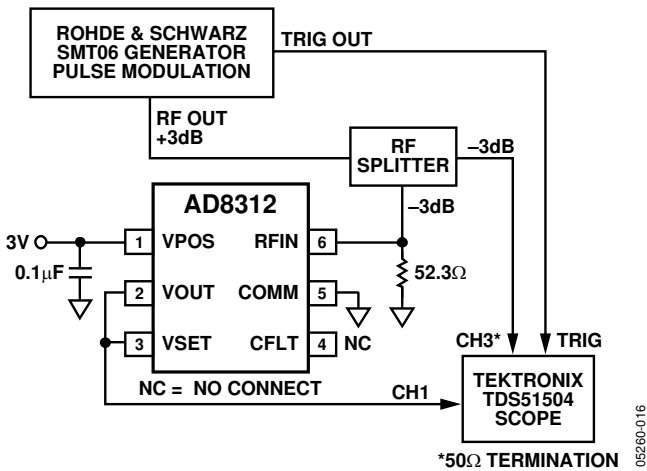 ROHDE & SCHWARZ
SMT06 GENERATOR
PULSE MODULATION
TRIG OUT
RF OUT
+3dB
RF
SPLITTER
–3dB
–3dB
AD8312
3V
0.1µF
1 VPOS
RFIN 6
2 VOUT
COMM 5
3 VSET
CFLT 4
NC
52.3Ω
NC = NO CONNECT
CH1
CH3*
TRIG
TEKTRONIX
TDS51504
SCOPE
*50Ω TERMINATION
05260-016